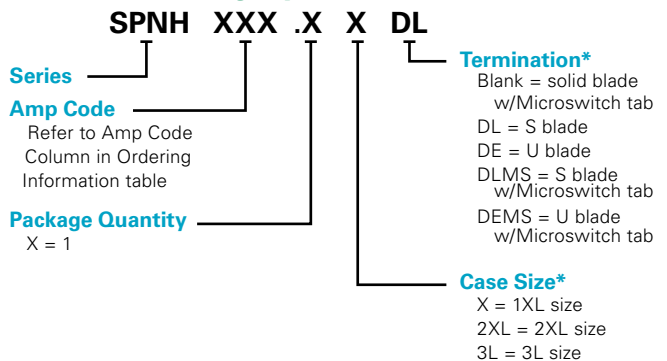 SPNH XXX .X X DL
Series
Amp Code
Refer to Amp Code
Column in Ordering
Information table
Package Quantity
X = 1
Termination*
Blank = solid blade
w/Microswitch tab
DL = S blade
DE = U blade
DLMS = S blade
w/Microswitch tab
DEMS = U blade
w/Microswitch tab
Case Size*
X = 1XL size
2XL = 2XL size
3L = 3L size